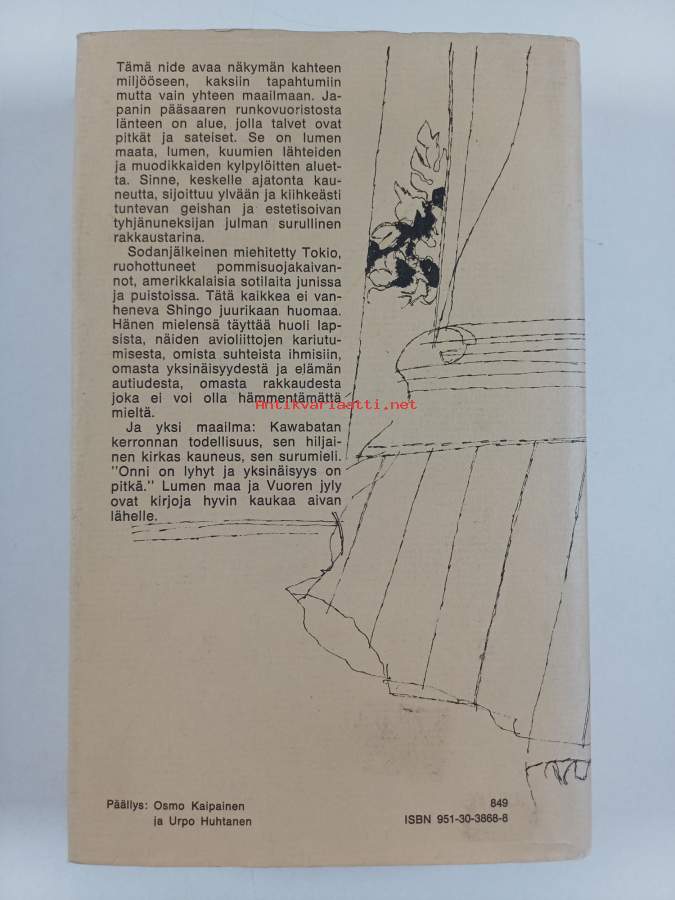 Tämä nide avaa näkymän kahteen
miljööseen, kaksiin tapahtumiin
mutta vain yhteen maailmaan. Ja-
panin pääsaaren runkovuoristosta
länteen on alue, jolla talvet ovat
pitkät ja sateiset. Se on lumen
maata, lumen, kuumien lähteiden
ja muodikkaiden kylpylöitten aluet-
ta. Sinne, keskelle ajatonta kau-
neutta, sijoittuu ylvään ja kiihkeästi
tuntevan geishan ja estetisoivan
tyhjänuneksijan julman surullinen
rakkaustarina.
Sodanjälkeinen miehitetty Tokio,
ruohottuneet pommisuojakaivan-
not, amerikkalaisia sotilaita junissa
ja puistoissa. Tätä kaikkea ei van-
heneva Shingo juurikaan huomaa.
Hänen mielensä täyttää huoli lap-
sista, näiden avioliittojen kariutu-
misesta, omista suhteista ihmisiin,
omasta yksinäisyydestä ja elämän
autiudesta, omasta rakkaudesta
joka ei voi olla hämmentämättä
mieltä.
Antikvariaatti.net
Ja yksi maailma: Kawabatan
kerronnan todellisuus, sen hiljai-
nen kirkas kauneus, sen surumieli.
"Onni on lyhyt ja yksinäisyys on
pitkä." Lumen maa ja Vuoren jyly
ovat kirjoja hyvin kaukaa aivan
lähelle.
Päällys: Osmo Kaipainen
ja Urpo Huhtanen
849
ISBN 951-30-3868-8